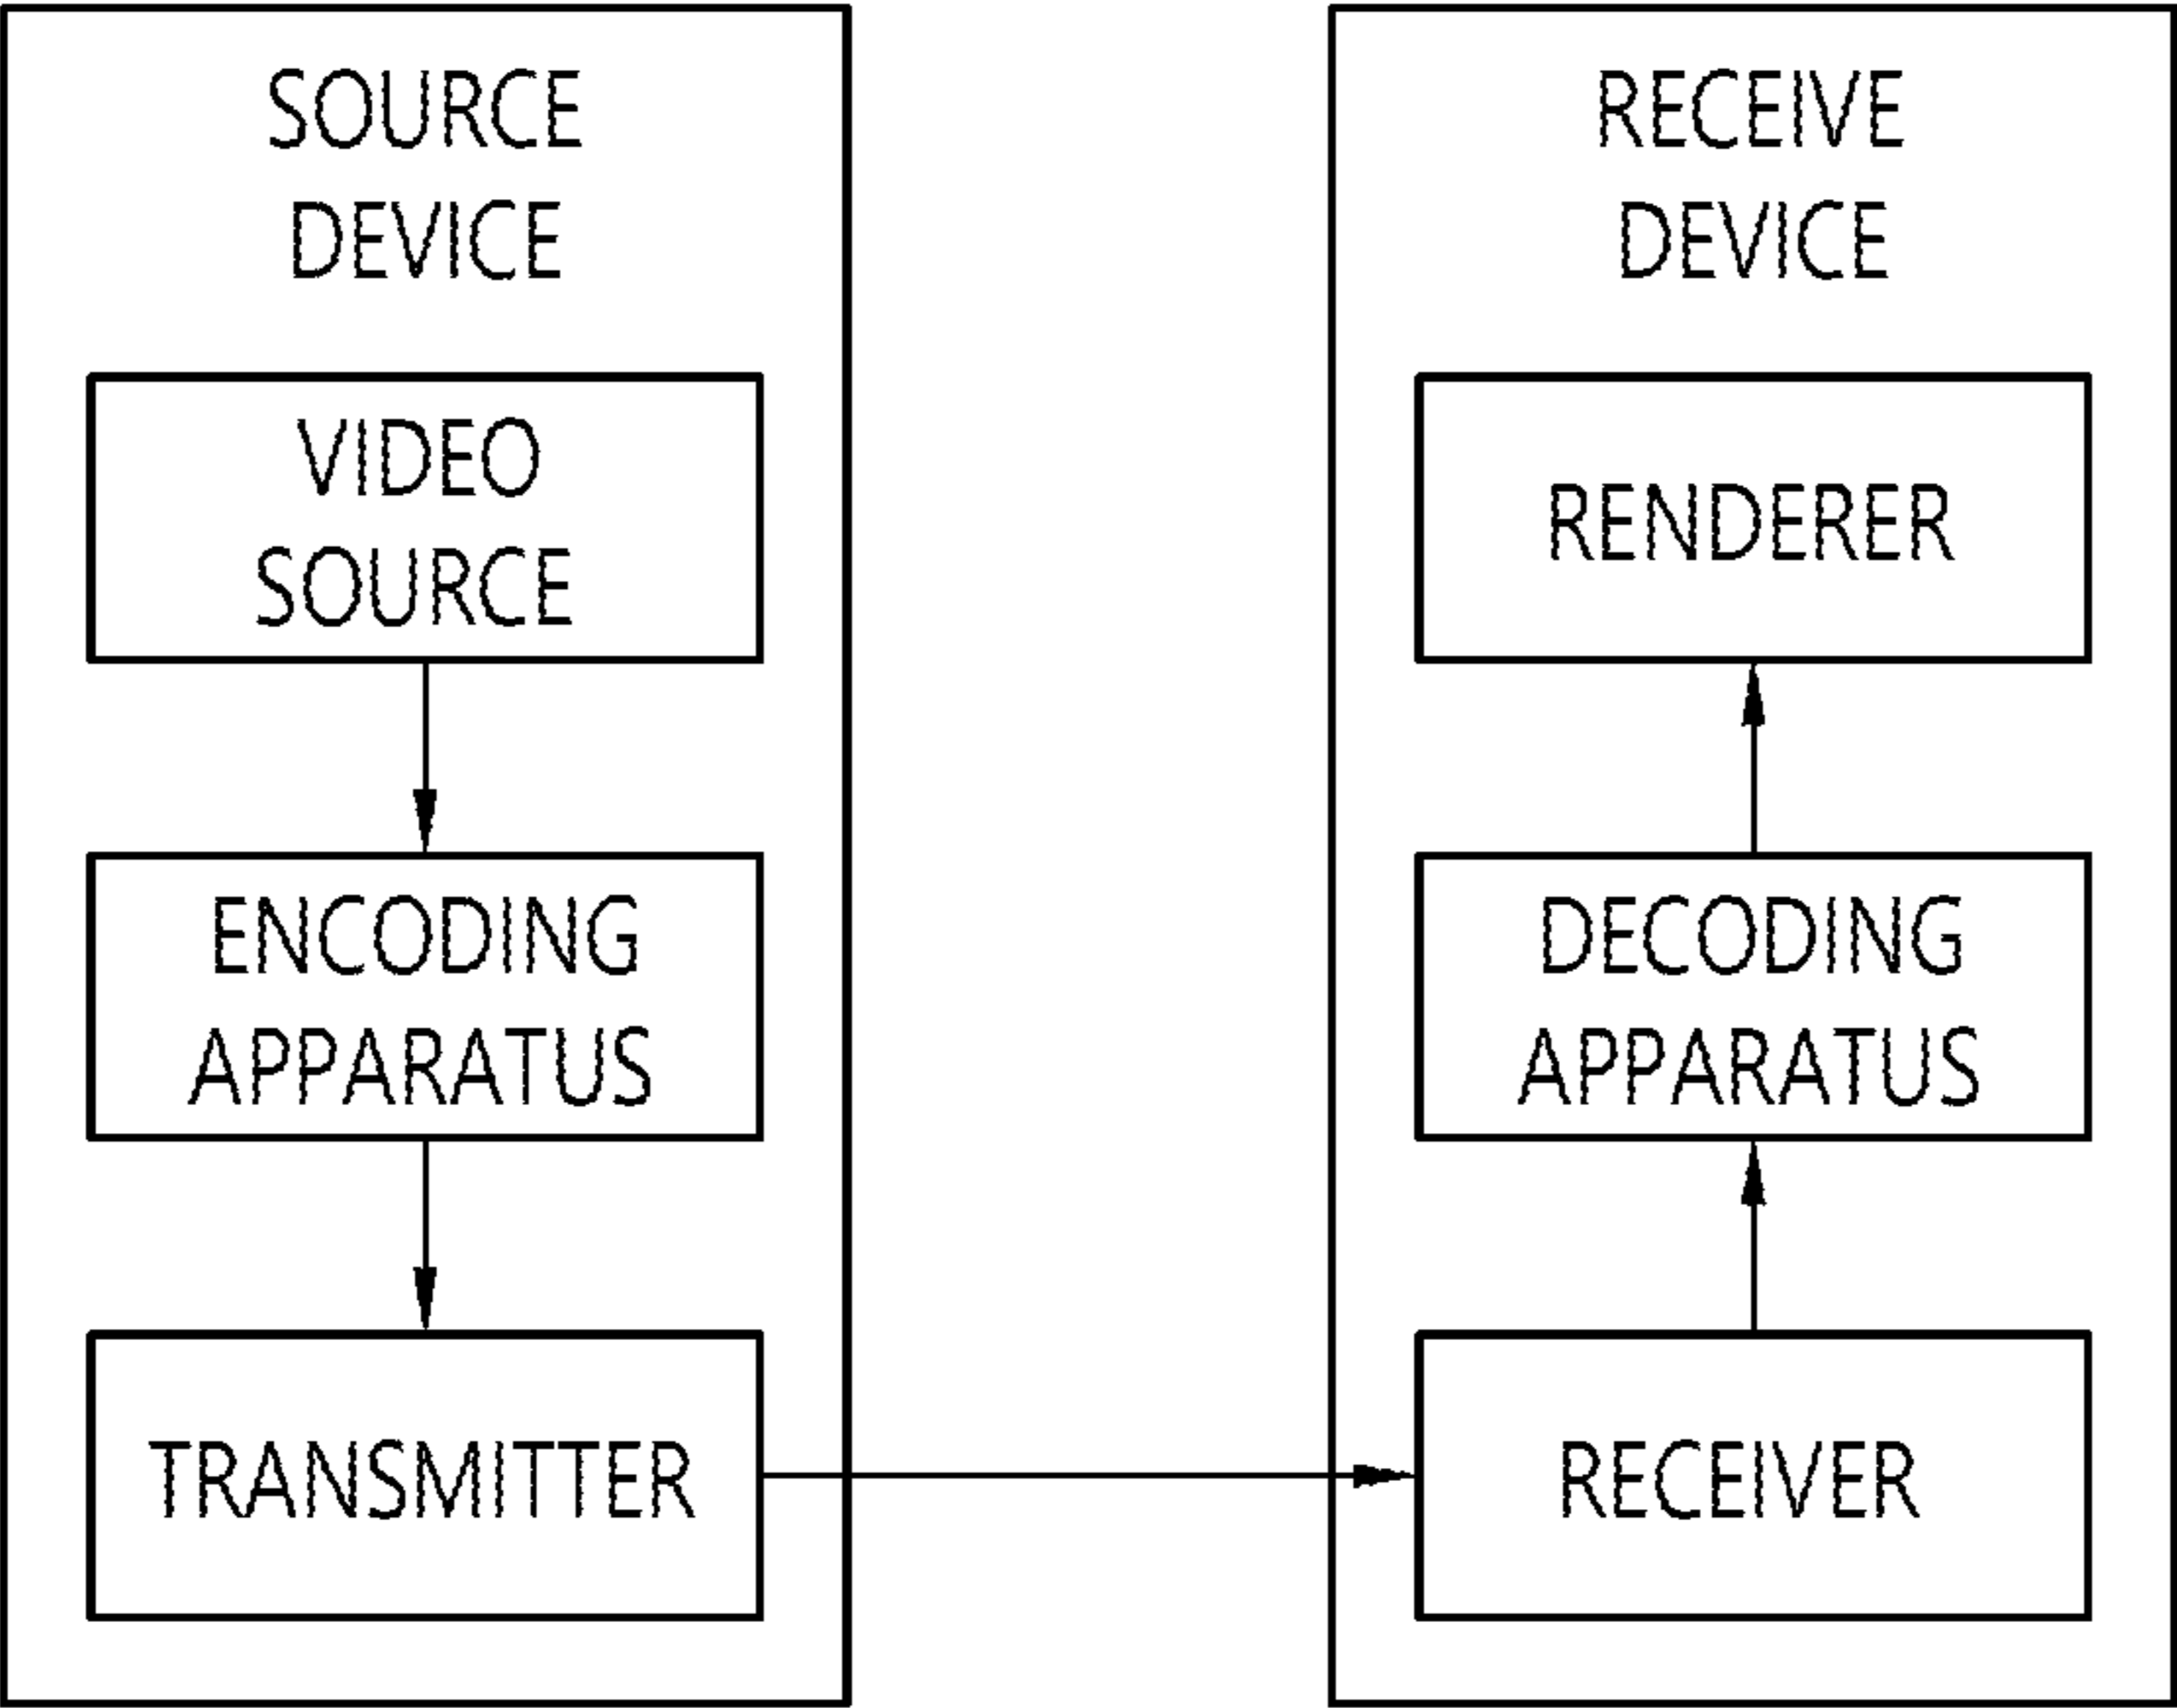 SOURCE
DEVICE
VIDEO
SOURCE
ENCODING
APPARATUS
TRANSMITTER
RECEIVE
DEVICE
RENDERER
DECODING
APPARATUS
RECEIVER